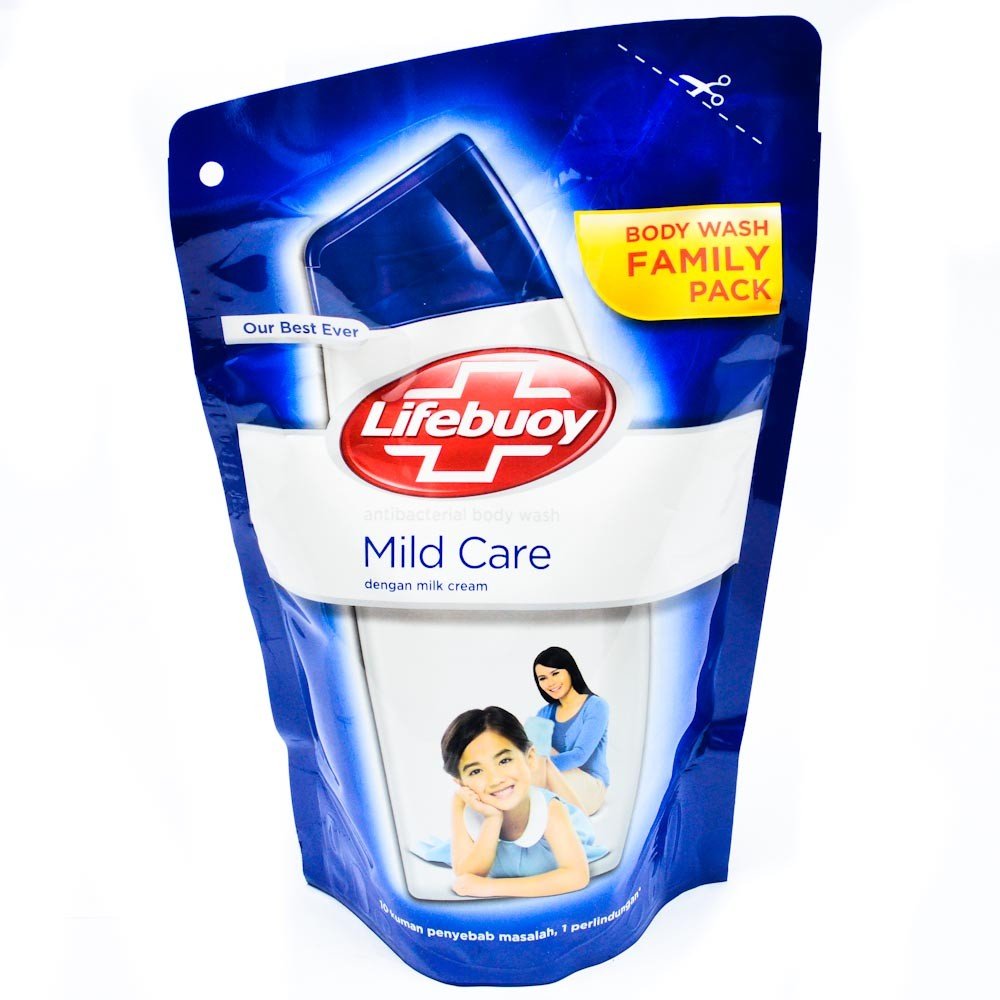 BODY WASH
FAMILY
PACK
Our Best Ever
Lifebuoy
antibacterial body wash
Mild Care
dengan milk cream
10 kuman penyebab masalah, 1 perlindungan*